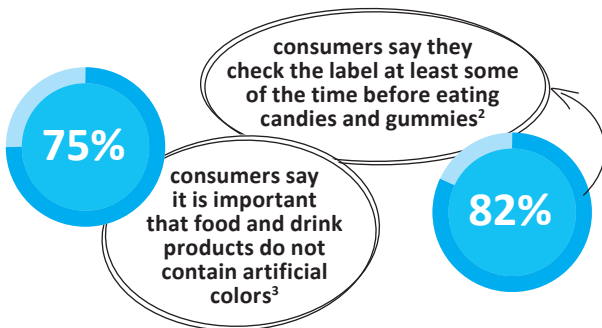 75%
consumers say
it is important
that food and drink
products do not
contain artificial
colors³
consumers say they
check the label at least some
of the time before eating
candies and gummies²
82%